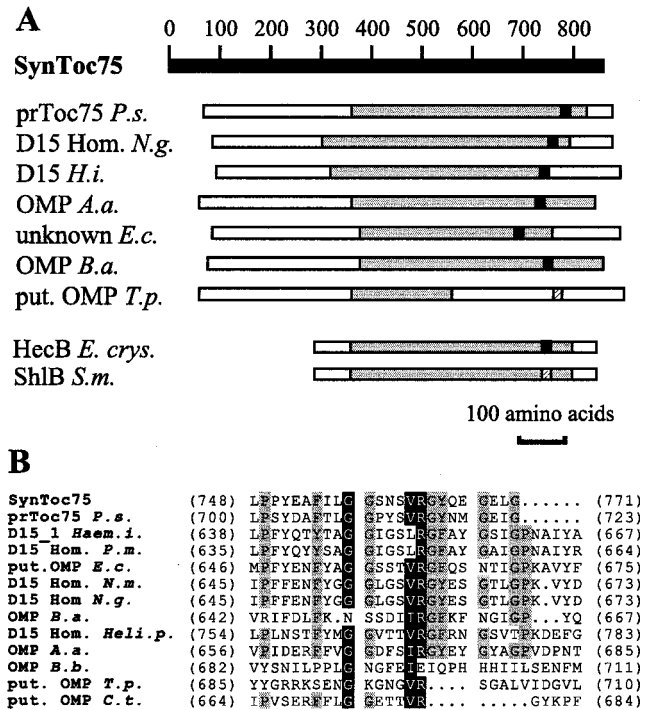 A
0 100 200 300 400 500 600 700 800
SynToc75
prToc75 P.s.
D15 Hom. N.g.
D15 H.i.
OMP A.a.
unknown E.c.
OMP B.a.
put. OMP T.p.
HecB E. crys.
ShlB S.m.
100 amino acids
B
SynToc75 (748) LPPYEAFILG GSNSVRGYQE GELG...... (771)
prToc75 P.s. (700) LPSYDAFTLG GPYSVRGYNM GEIG...... (723)
D15_1 Haem.i. (638) LPFYQTYTAG GIGSLRGFAY GSIGPNAIYA (667)
D15 Hom. P.m. (635) LPFYQYYSAG GIGSLRGFAY GAIGPNAIYR (664)
put.OMP E.c. (646) MPFYENFYAG GSSTVRGFQS NTIGPKAVYF (675)
D15 Hom. N.m. (645) IPFFENFYGG GLGSVRGYES GTLGPK.VYD (673)
D15 Hom N.g. (645) IPFFENFYGG GLGSVRGYES GTLGPK.VYD (673)
OMP B.a. (642) VRIFDLFK.N SSDDIRGFKF NGIGP...YQ (667)
D15 Hom. Heli.p. (754) LPLNSTFYMG GVTTVRGFRN GSVTPKDEFG (783)
OMP A.a. (656) VIDERFFVG GDFSIRGYEY GYAGPVDPNT (685)
OMP B.b. (682) VYSNILPPLG GNGFEIEIQPH HHIILSENFM (711)
put. OMP T.p. (685) YYGRRKSENG KGNGKVR.... SGALVIDGVL (710)
put. OMP C.t. (664) IPVSERFFLG GETTVR.... .....GYKPF (684)